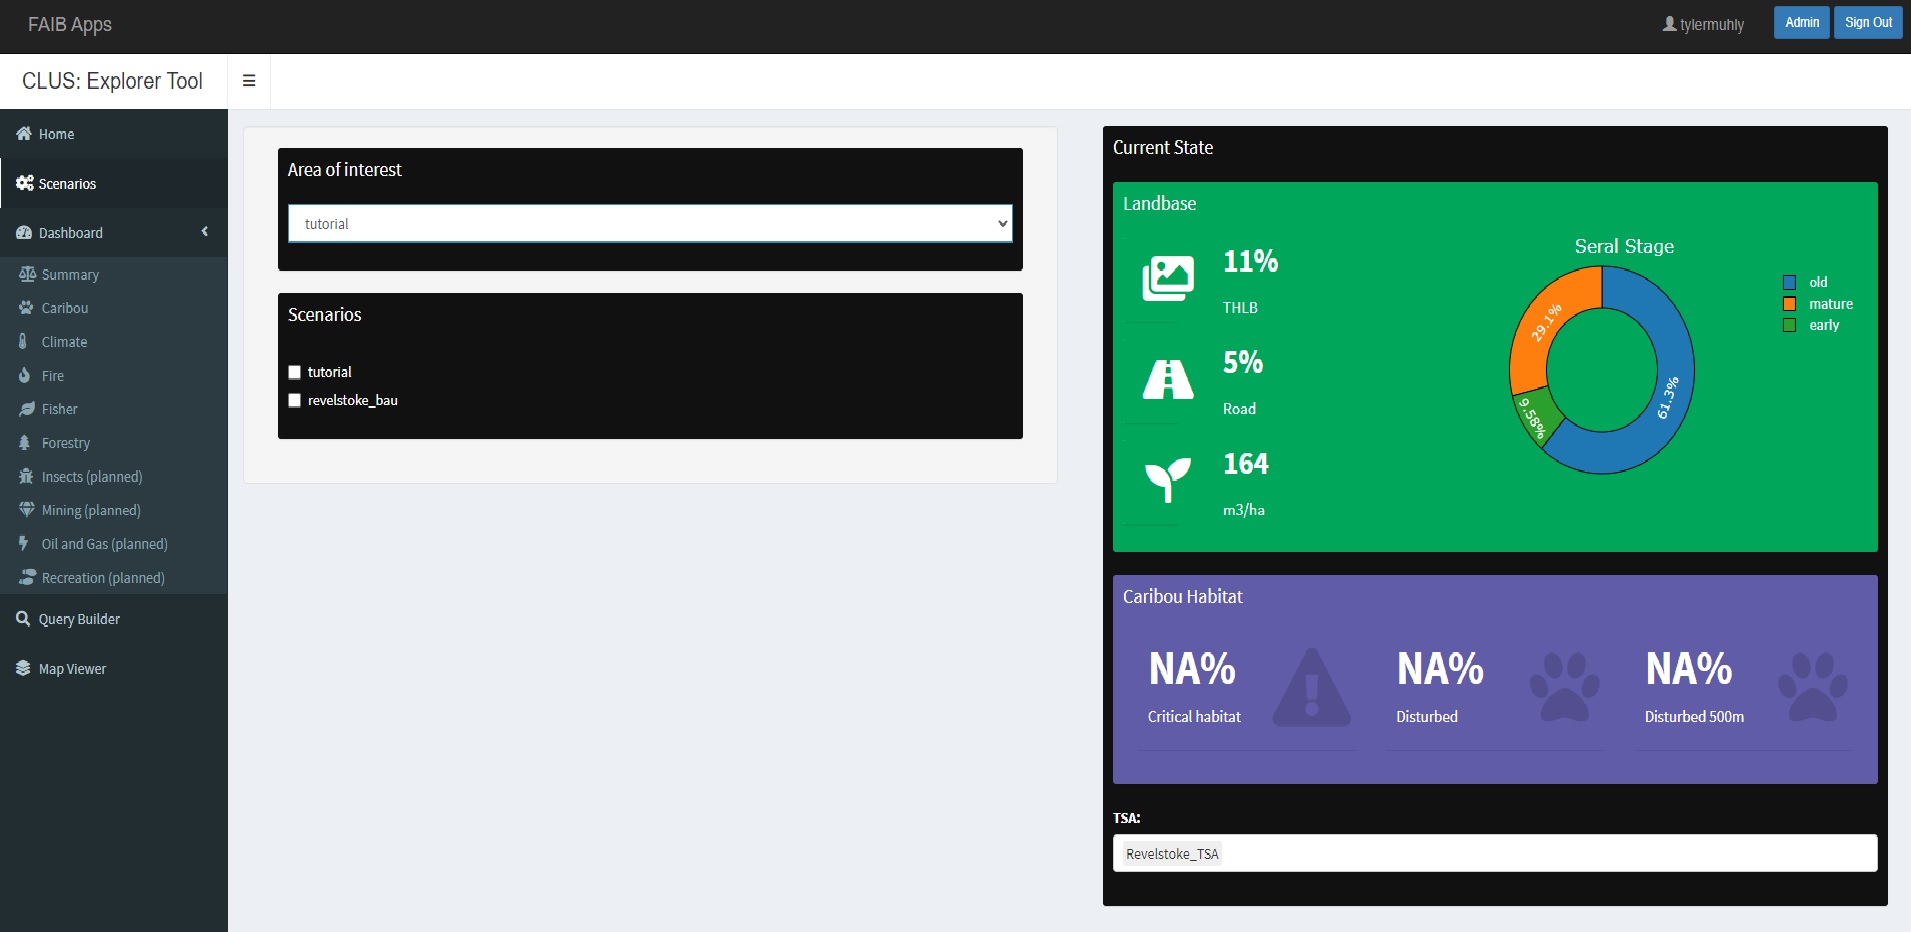 FAIB Apps
tylermuhly
Admin
Sign Out
CLUS: Explorer Tool
Home
Scenarios
Dashboard
Summary
Caribou
Climate
Fire
Fisher
Forestry
Insects (planned)
Mining (planned)
Oil and Gas (planned)
Recreation (planned)
Query Builder
Map Viewer
Area of interest
tutorial
Scenarios
tutorial
revelstoke_bau
Current State
Landbase
11%
THLB
5%
Road
164
m3/ha
Seral Stage
29.1%
9.58%
61.3%
old
mature
early
Caribou Habitat
NA%
Critical habitat
NA%
Disturbed
NA%
Disturbed 500m
TSA:
Revelstoke_TSA